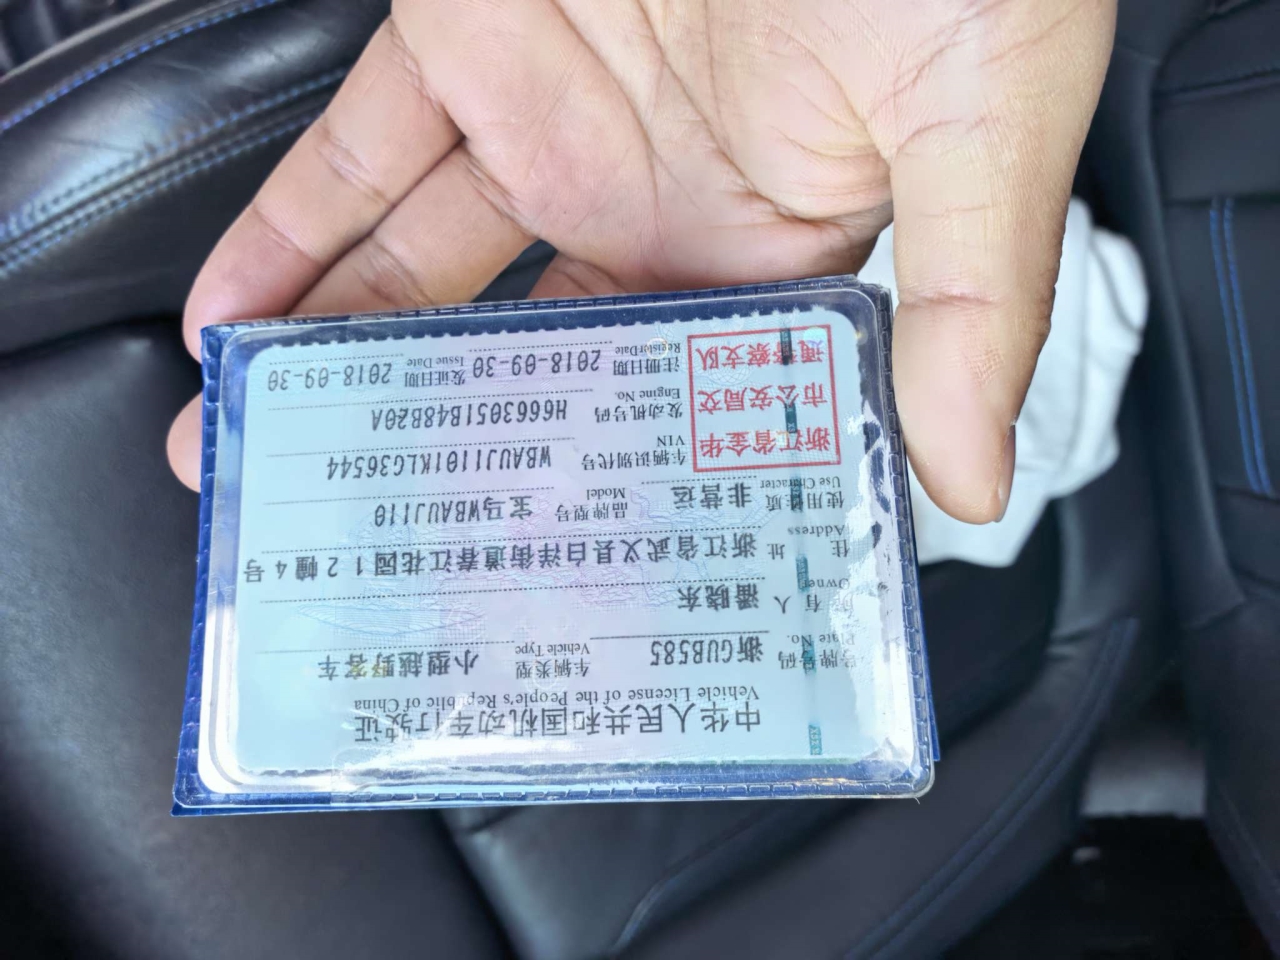 中华人民共和国机动车行驶证
Vehicle License of the People's Republic of China
号牌号码 浙GUB585 车辆类型 小型越野客车
Plate No. Vehicle Type
所有人 潘晓东
Owner
住址 浙江省武义县白洋街道春江花园12幢4号
Address
使用性质 非营运 品牌型号 宝马WBAUJ110
Use Character Model
浙江省金华
市公安局交
通警察支队
车辆识别代号 WBAUJ1101KLG36544
VIN
发动机号码 H6663051B48B20A
Engine No.
注册日期 2018-09-30 发证日期 2018-09-30
Register Date Issue Date